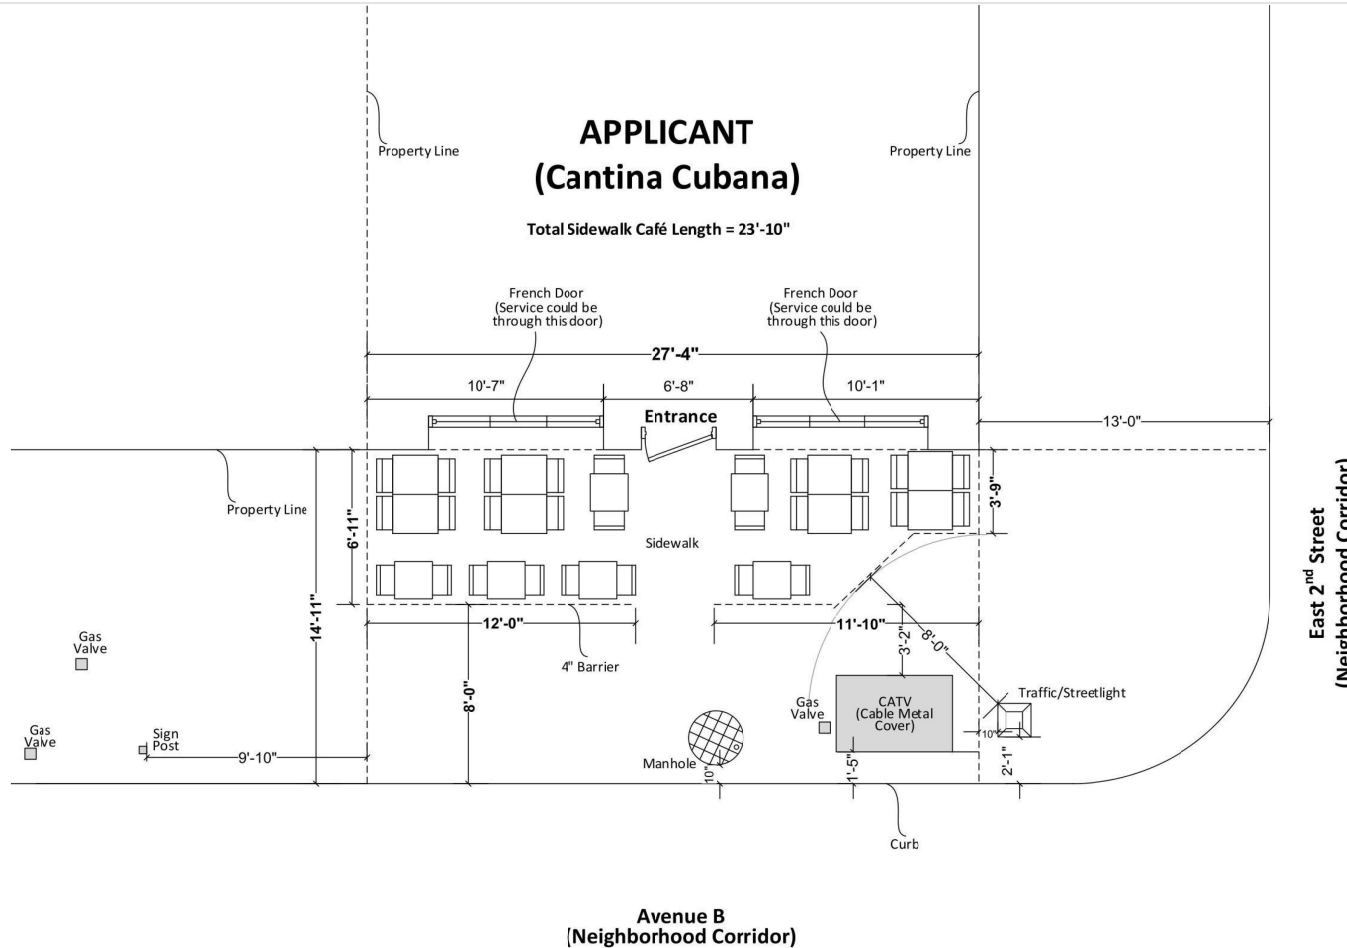 APPLICANT
(Cantina Cubana)
Property Line
Property Line
Total Sidewalk Café Length = 23'-10"
French Door
(Service could be
through this door)
French Door
(Service could be
through this door)
27'-4"
10'-7"
6'-8"
10'-1"
Entrance
13'-0"
Property Line
6'-11"
14'-11"
Sidewalk
3'-9"
12'-0"
11'-10"
3'-2"
8'-0"
4" Barrier
8'-0"
Gas
Valve
Gas
Valve
Sign
Post
9'-10"
Manhole
10"
Gas
Valve
CATV
(Cable Metal
Cover)
1'-5"
Traffic/Streetlight
10"
2'-1"
Curb
East 2nd Street
(Neighborhood Corridor)
Avenue B
(Neighborhood Corridor)